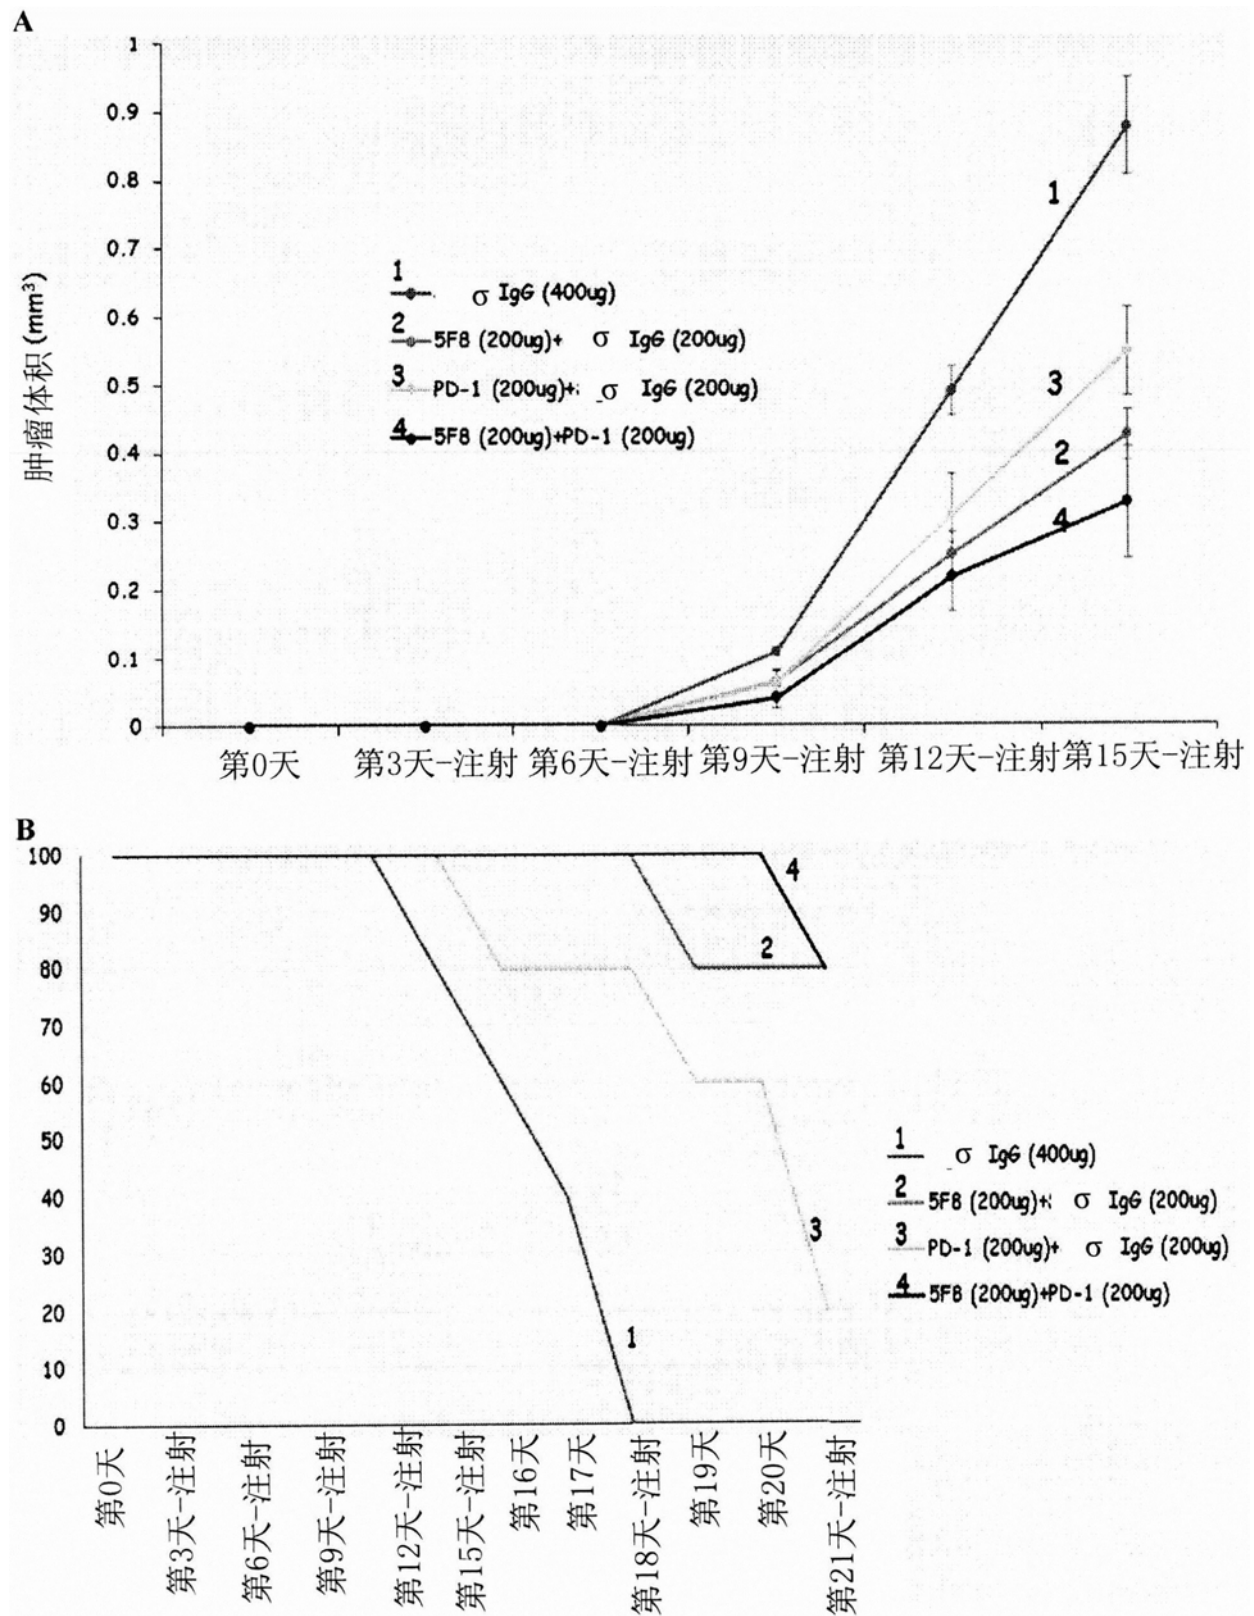 A
1
0.9
0.8
0.7
0.6
0.5
0.4
0.3
0.2
0.1
0
肿瘤体积(mm³)
1
σ IgG (400ug)
2
5F8 (200ug)+ σ IgG (200ug)
3
PD-1 (200ug)+ σ IgG (200ug)
4
5F8 (200ug)+PD-1 (200ug)
1
3
2
4
第0天
第3天-注射
第6天-注射
第9天-注射
第12天-注射
第15天-注射
B
100
90
80
70
60
50
40
30
20
10
0
4
2
3
1
1
σ IgG (400ug)
2
5F8 (200ug)+ σ IgG (200ug)
3
PD-1 (200ug)+ σ IgG (200ug)
4
5F8 (200ug)+PD-1 (200ug)
第0天
第3天-注射
第6天-注射
第9天-注射
第12天-注射
第15天-注射
第16天
第17天
第18天-注射
第19天
第20天
第21天-注射